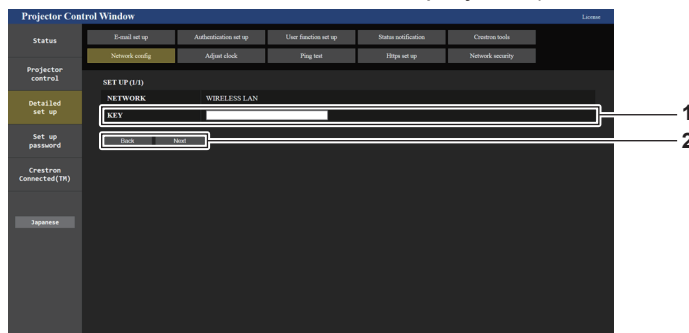 Projector Control Window
License
Status
E-mail set up
Authentication set up
User function set up
Status notification
Crestron tools
Network config
Adjust clock
Ping test
Https set up
Network security
Projector
control
Detailed
set up
Set up
password
Crestron
Connected(TM)
Japanese
SET UP (1/1)
NETWORK
WIRELESS LAN
KEY
1
Back
Next
2